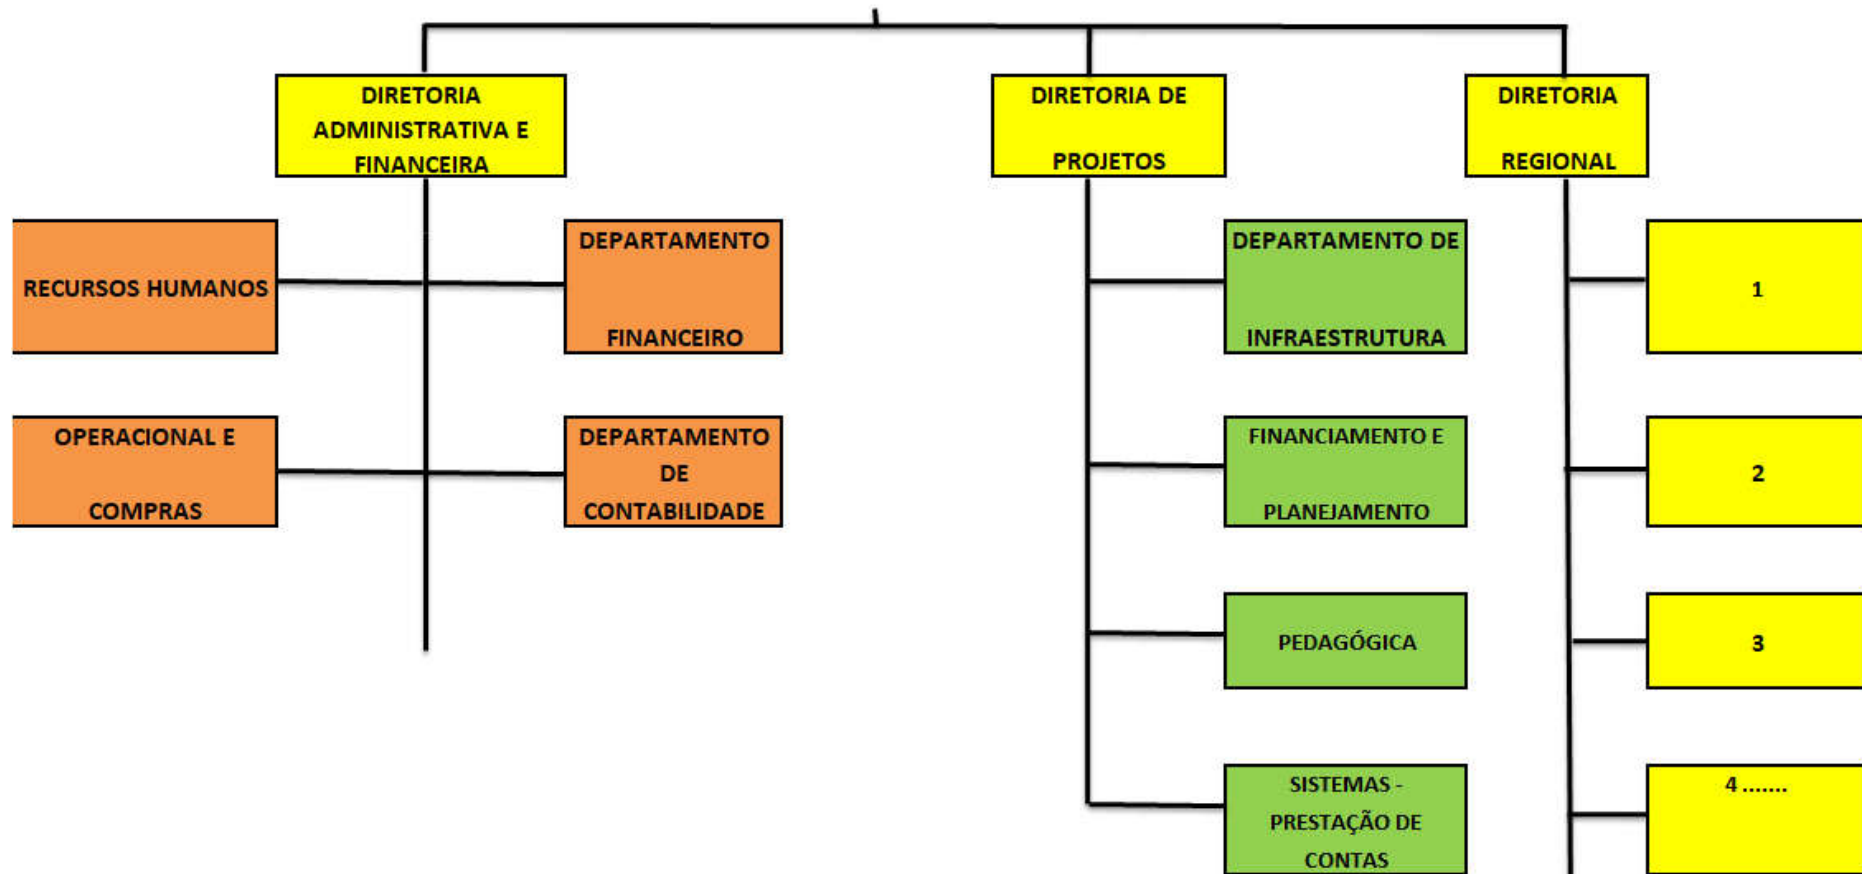 DIRETORIA
ADMINISTRATIVA E
FINANCEIRA
DIRETORIA DE
PROJETOS
DIRETORIA
REGIONAL
RECURSOS HUMANOS
DEPARTAMENTO
FINANCEIRO
DEPARTAMENTO DE
INFRAESTRUTURA
1
OPERACIONAL E
COMPRAS
DEPARTAMENTO
DE
CONTABILIDADE
FINANCIAMENTO E
PLANEJAMENTO
2
PEDAGÓGICA
3
SISTEMAS -
PRESTAÇÃO DE
CONTAS
4 .......